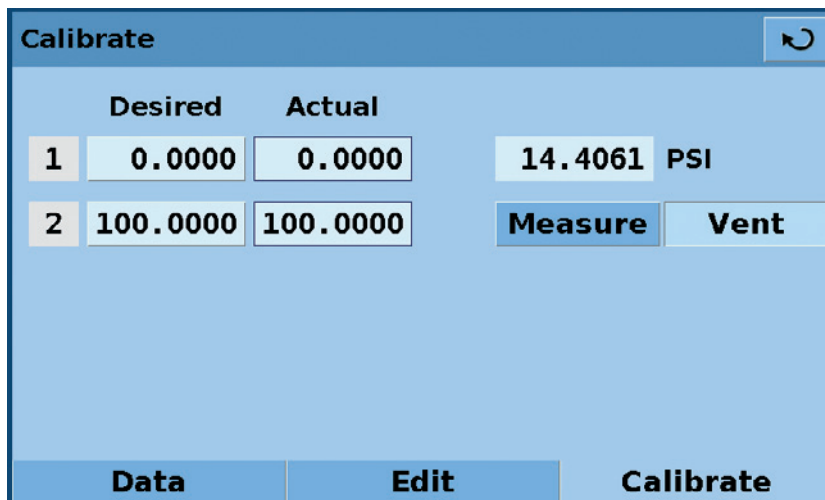 Calibrate
Desired Actual
1 0.0000 0.0000 14.4061 PSI
2 100.0000 100.0000 Measure Vent
Data Edit Calibrate